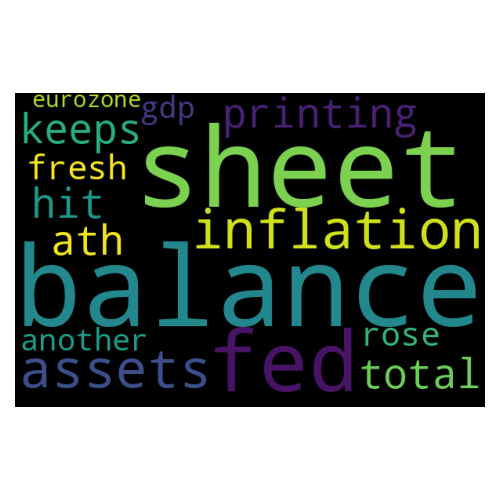 eurozone
gdp
printing
keeps
sheet
fresh
hit
inflation
ath
balance
another
fed
rose
assets
total